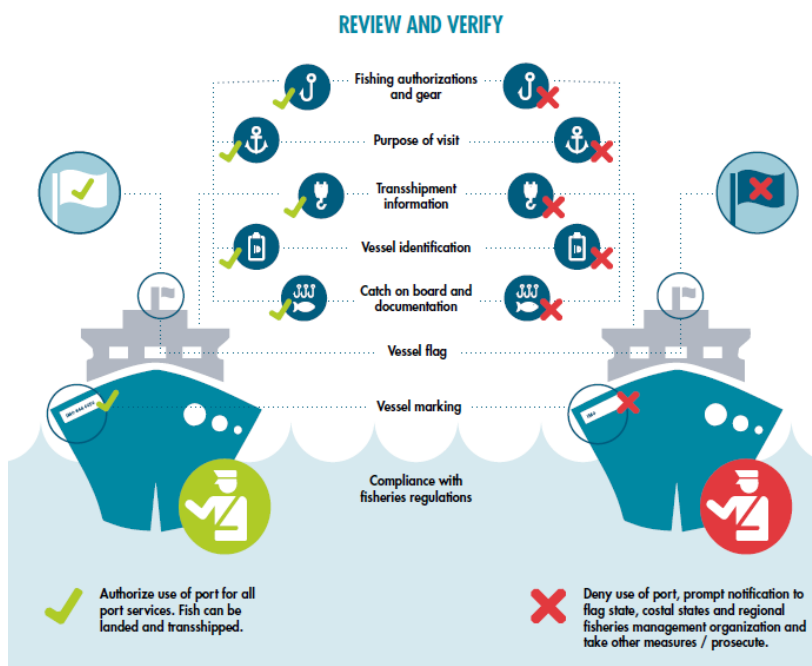 REVIEW AND VERIFY
Fishing authorizations
and gear
Purpose of visit
Transshipment
information
Vessel identification
ID
ID
Catch on board and
documentation
Vessel flag
Vessel marking
Compliance with
fisheries regulations
Authorize use of port for all
port services. Fish can be
landed and transshipped.
Deny use of port, prompt notification to
flag state, costal states and regional
fisheries management organization and
take other measures / prosecute.